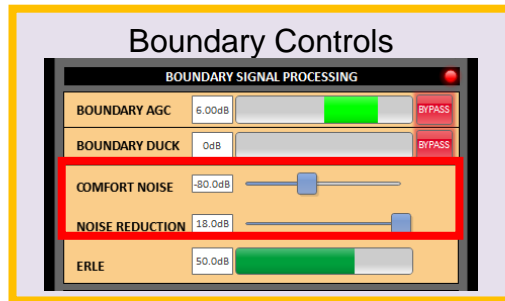 Boundary Controls
BOUNDARY SIGNAL PROCESSING
BOUNDARY AGC 6.00dB BYPASS
BOUNDARY DUCK 0dB BYPASS
COMFORT NOISE -80.0dB
NOISE REDUCTION 18.0dB
ERLE 50.0dB